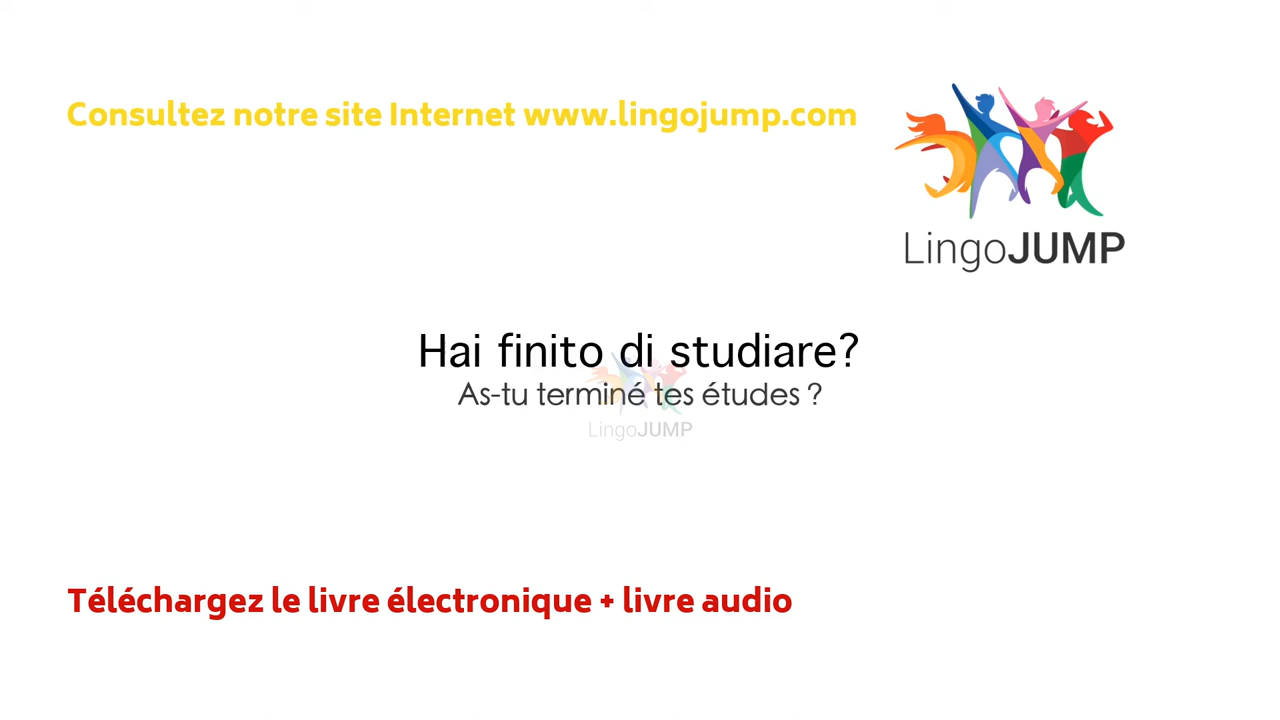 Consultez notre site Internet www.lingojump.com
LingoJUMP
Hai finito di studiare?
As-tu terminé tes études ?
LingoJUMP
Téléchargez le livre électronique + livre audio